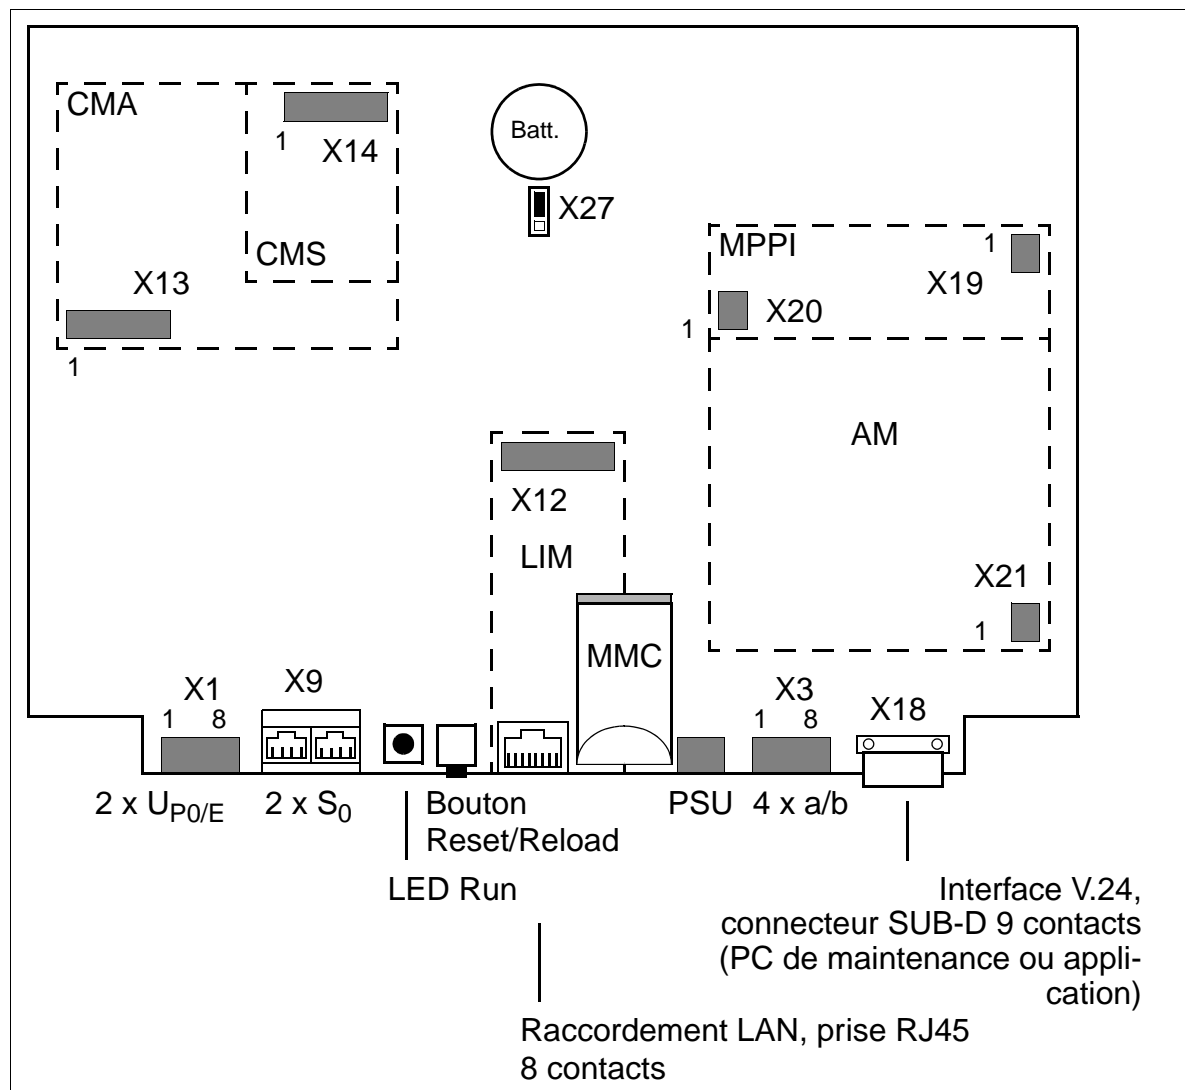 CMA
1
X14
CMS
X13
1
Batt.
X27
MPPI
1
X19
X20
1
AM
X12
LIM
X21
1
MMC
X1
1 8
X9
X3
1 8
X18
2 x UP0/E
2 x S0
Bouton
Reset/Reload
PSU
4 x a/b
LED Run
Interface V.24,
connecteur SUB-D 9 contacts
(PC de maintenance ou appli-
cation)
Raccordement LAN, prise RJ45
8 contacts